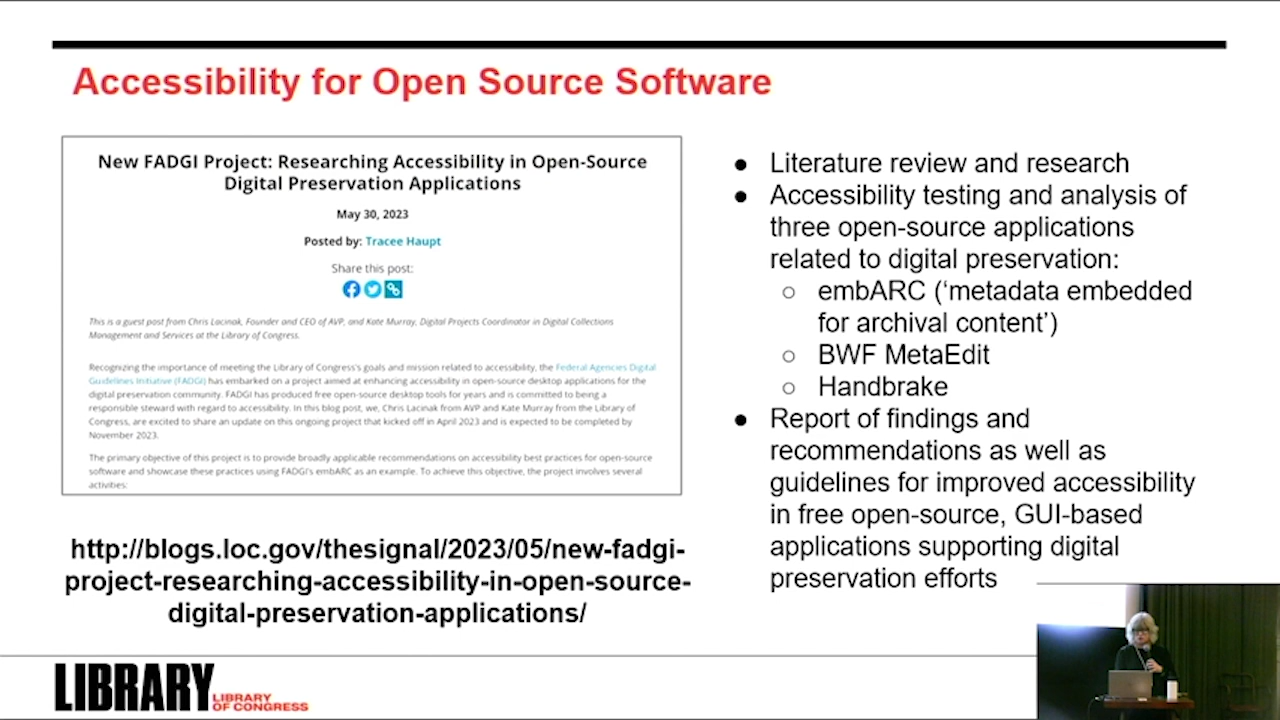 Accessibility for Open Source Software
New FADGI Project: Researching Accessibility in Open-Source
Digital Preservation Applications
May 30, 2023
Posted by: Tracee Haupt
Share this post:
This is a guest post from Chris Lacinak, Founder and CEO of AVP, and Kate Murray, Digital Projects Coordinator in Digital Collections
Management and Services at the Library of Congress.
Recognizing the importance of meeting the Library of Congress's goals and mission related to accessibility, the Federal Agencies Digital
Guidelines Initiative (FADGI) has embarked on a project aimed at enhancing accessibility in open-source desktop applications for the
digital preservation community. FADGI has produced free open-source desktop tools for years and is committed to being a
responsible steward with regard to accessibility. In this blog post, we, Chris Lacinak from AVP and Kate Murray from the Library of
Congress, are excited to share an update on this ongoing project that kicked off in April 2023 and is expected to be completed by
November 2023.
The primary objective of this project is to provide broadly applicable recommendations on accessibility best practices for open-source
software and showcase these practices using FADGI's embARC as an example. To achieve this objective, the project involves several
activities:
http://blogs.loc.gov/thesignal/2023/05/new-fadgi-
project-researching-accessibility-in-open-source-
digital-preservation-applications/
● Literature review and research
● Accessibility testing and analysis of
three open-source applications
related to digital preservation:
○ embARC (‘metadata embedded
for archival content’)
○ BWF MetaEdit
○ Handbrake
● Report of findings and
recommendations as well as
guidelines for improved accessibility
in free open-source, GUI-based
applications supporting digital
preservation efforts
LIBRARY
LIBRARY
OF CONGRESS